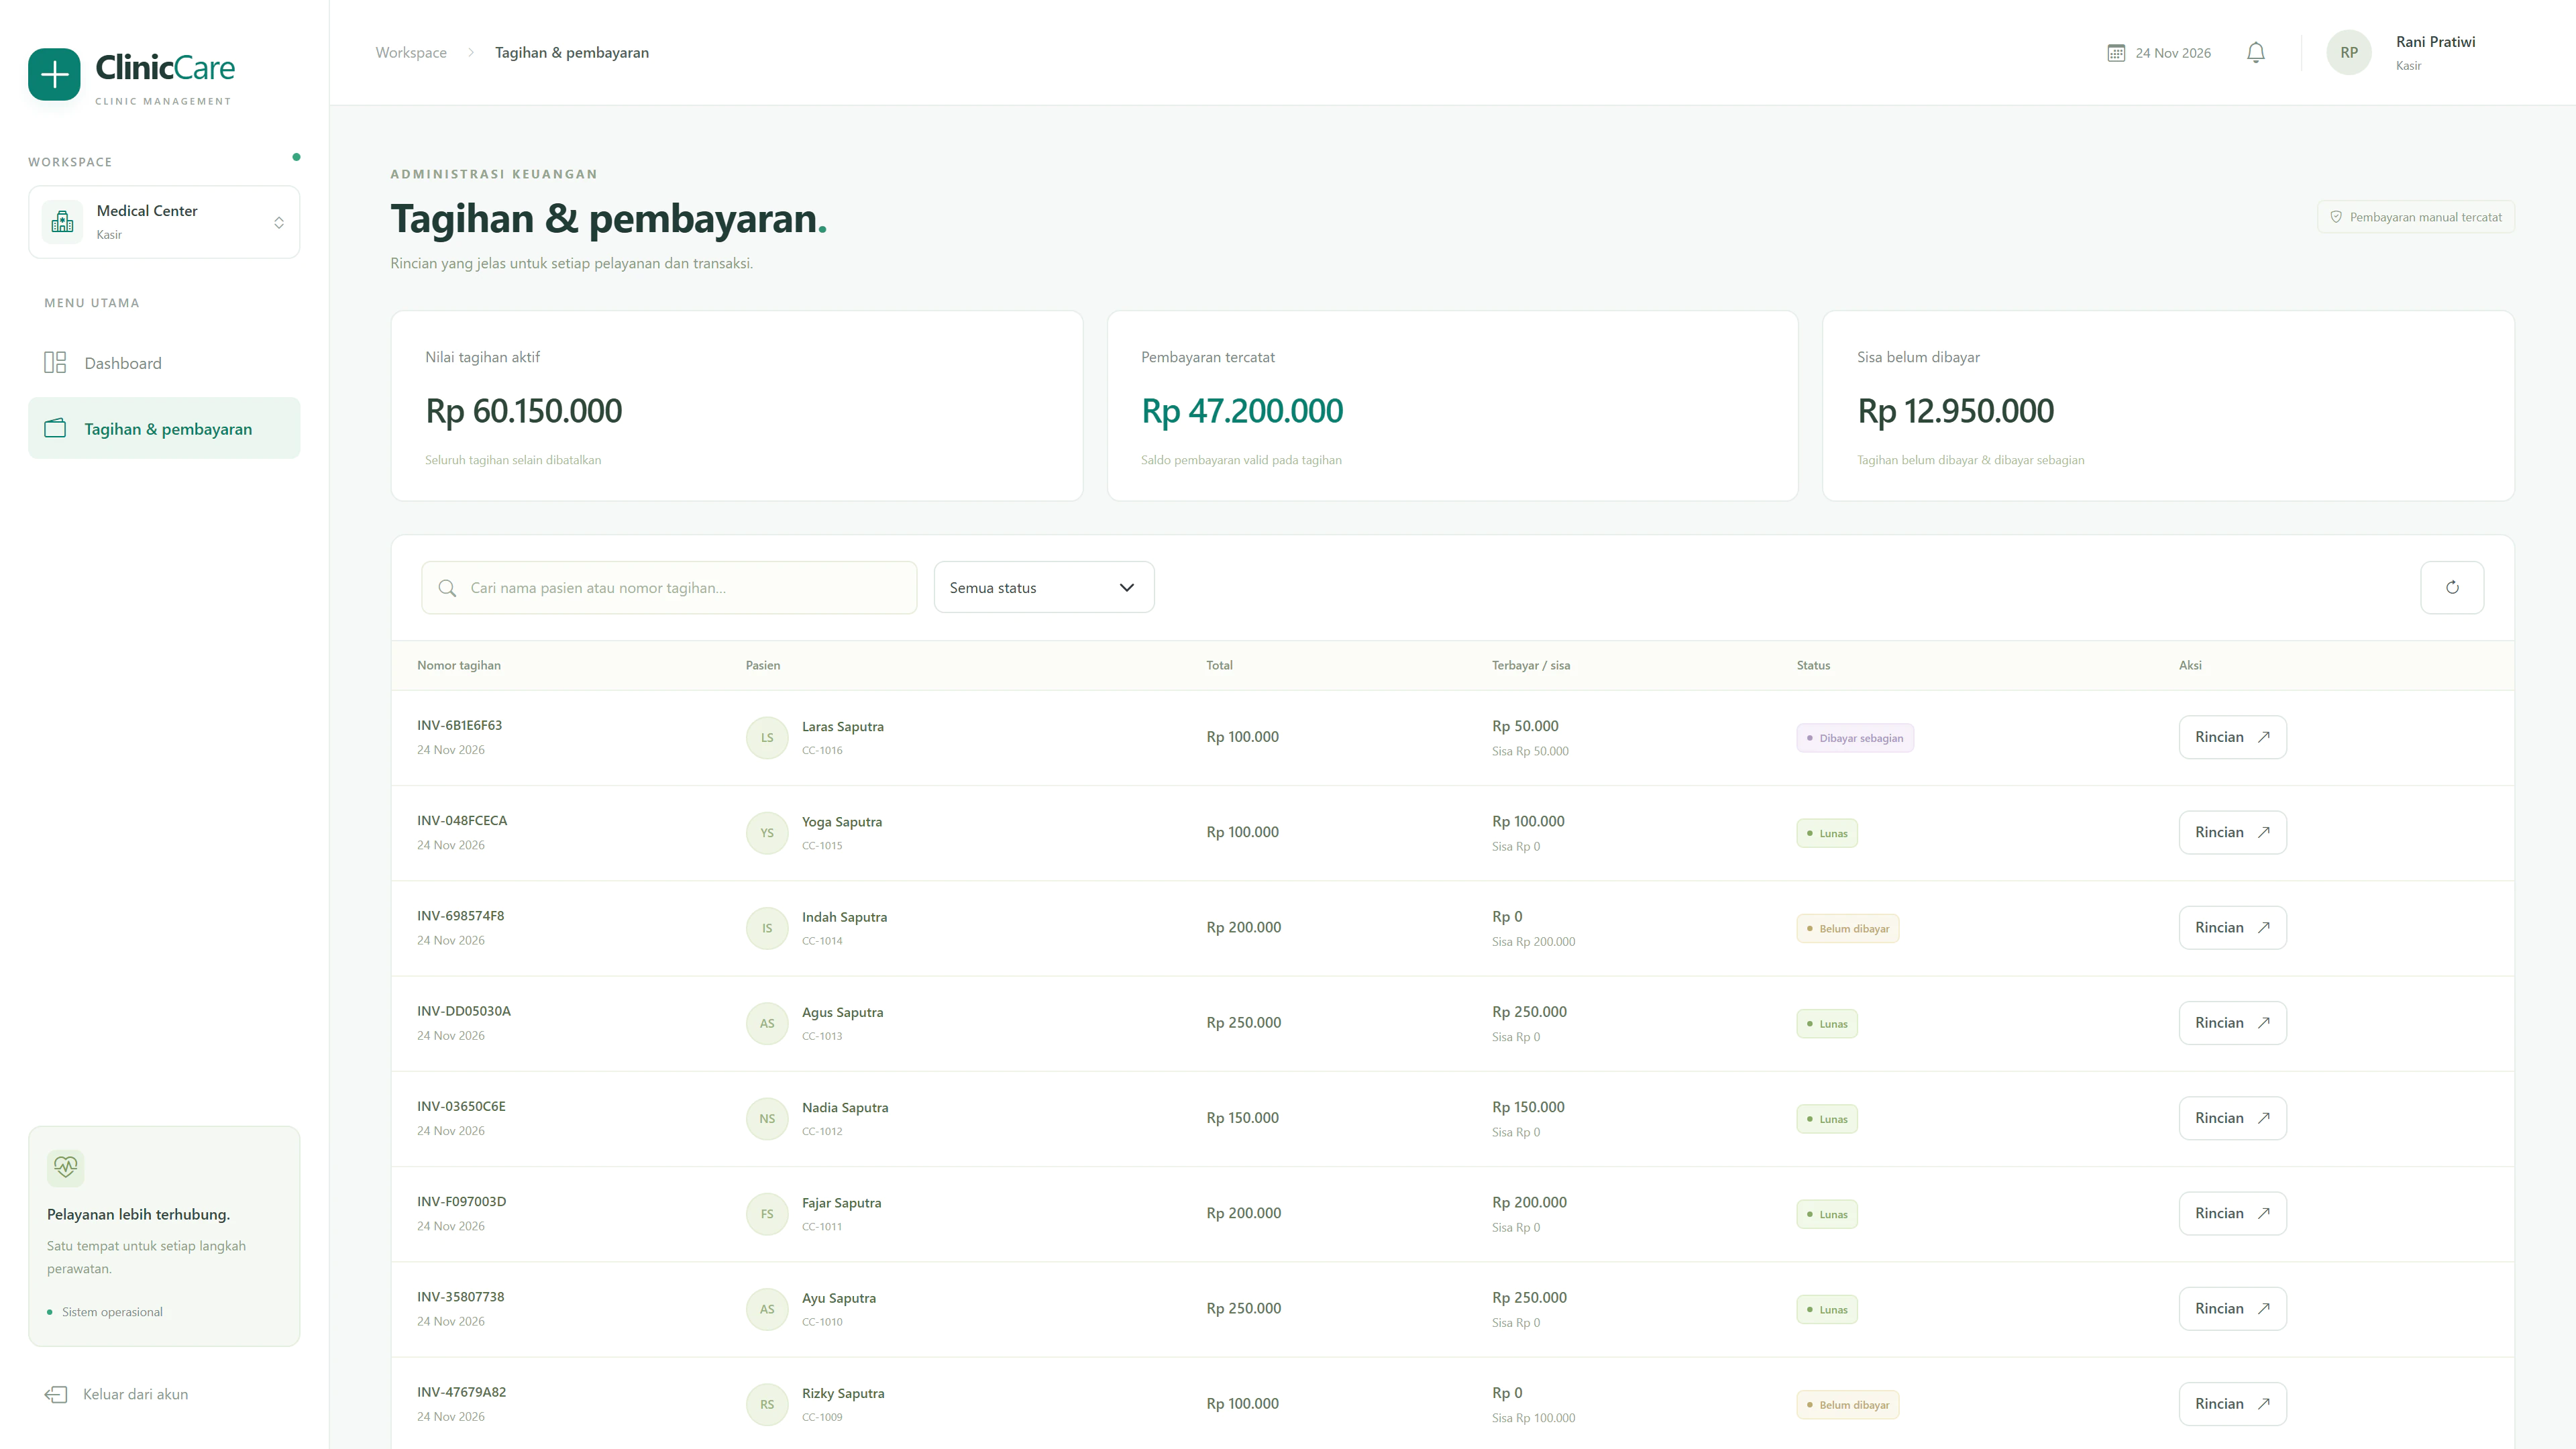 ClinicCare
CLINIC MANAGEMENT
WORKSPACE
Medical Center
Kasir
MENU UTAMA
Dashboard
Tagihan & pembayaran
Pelayanan lebih terhubung.
Satu tempat untuk setiap langkah
perawatan.
Sistem operasional
Keluar dari akun
Workspace Tagihan & pembayaran
24 Nov 2026
RP
Rani Pratiwi
Kasir
ADMINISTRASI KEUANGAN
Tagihan & pembayaran.
Rincian yang jelas untuk setiap pelayanan dan transaksi.
Pembayaran manual tercatat
Nilai tagihan aktif
Rp 60.150.000
Seluruh tagihan selain dibatalkan
Pembayaran tercatat
Rp 47.200.000
Saldo pembayaran valid pada tagihan
Sisa belum dibayar
Rp 12.950.000
Tagihan belum dibayar & dibayar sebagian
Cari nama pasien atau nomor tagihan...
Semua status
Nomor tagihan Pasien Total Terbayar / sisa Status Aksi
INV-6B1E6F63
24 Nov 2026
LS
Laras Saputra
CC-1016
Rp 100.000
Rp 50.000
Sisa Rp 50.000
Dibayar sebagian
Rincian
INV-048FCECA
24 Nov 2026
YS
Yoga Saputra
CC-1015
Rp 100.000
Rp 100.000
Sisa Rp 0
Lunas
Rincian
INV-698574F8
24 Nov 2026
IS
Indah Saputra
CC-1014
Rp 200.000
Rp 0
Sisa Rp 200.000
Belum dibayar
Rincian
INV-DD05030A
24 Nov 2026
AS
Agus Saputra
CC-1013
Rp 250.000
Rp 250.000
Sisa Rp 0
Lunas
Rincian
INV-03650C6E
24 Nov 2026
NS
Nadia Saputra
CC-1012
Rp 150.000
Rp 150.000
Sisa Rp 0
Lunas
Rincian
INV-F097003D
24 Nov 2026
FS
Fajar Saputra
CC-1011
Rp 200.000
Rp 200.000
Sisa Rp 0
Lunas
Rincian
INV-35807738
24 Nov 2026
AS
Ayu Saputra
CC-1010
Rp 250.000
Rp 250.000
Sisa Rp 0
Lunas
Rincian
INV-47679A82
24 Nov 2026
RS
Rizky Saputra
CC-1009
Rp 100.000
Rp 0
Sisa Rp 100.000
Belum dibayar
Rincian